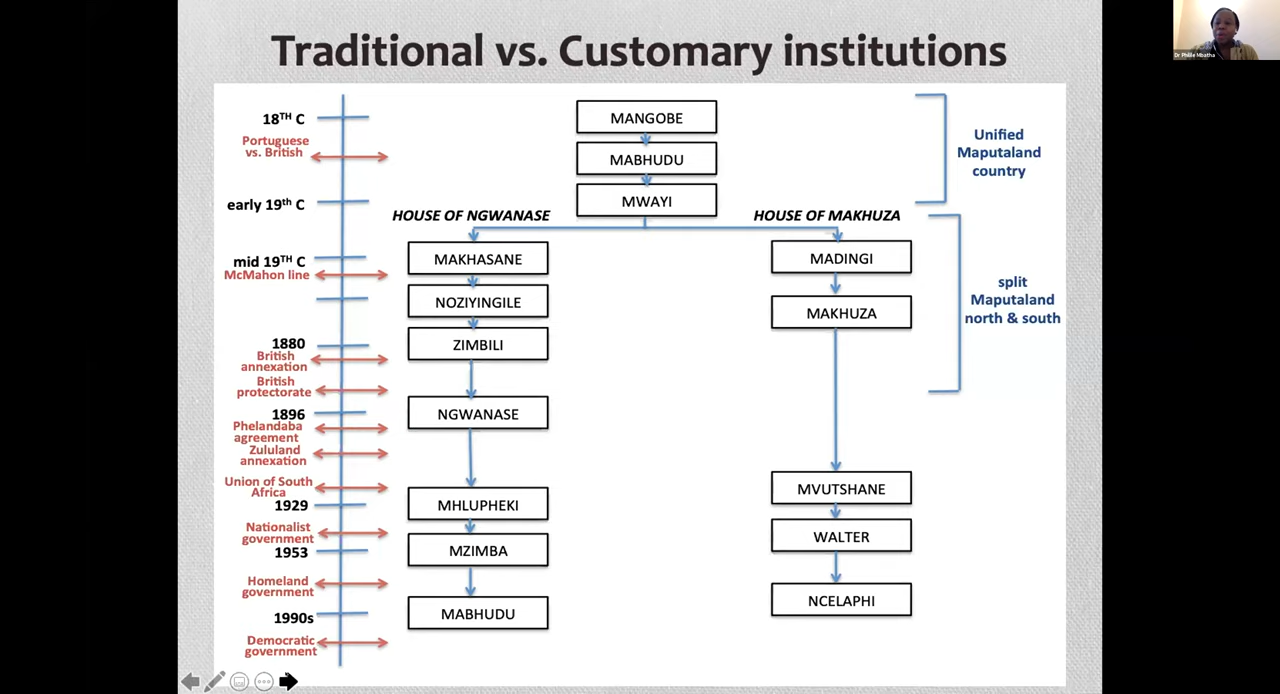 Traditional vs. Customary institutions
Dr Philile Mbatha
18TH C
Portuguese
vs. British
early 19th C
mid 19TH C
McMahon line
1880
British
annexation
British
protectorate
1896
Phelandaba
agreement
Zululand
annexation
Union of South
Africa
1929
Nationalist
government
1953
Homeland
government
1990s
Democratic
government
MANGOBE
MABHUDU
MWAYI
HOUSE OF NGWANASE
MAKHASANE
NOZIYINGILE
ZIMBILI
NGWANASE
MHLUPHEKI
MZIMBA
MABHUDU
HOUSE OF MAKHUZA
MADINGI
MAKHUZA
MVUTSHANE
WALTER
NCELAPHI
Unified
Maputaland
country
split
Maputaland
north & south